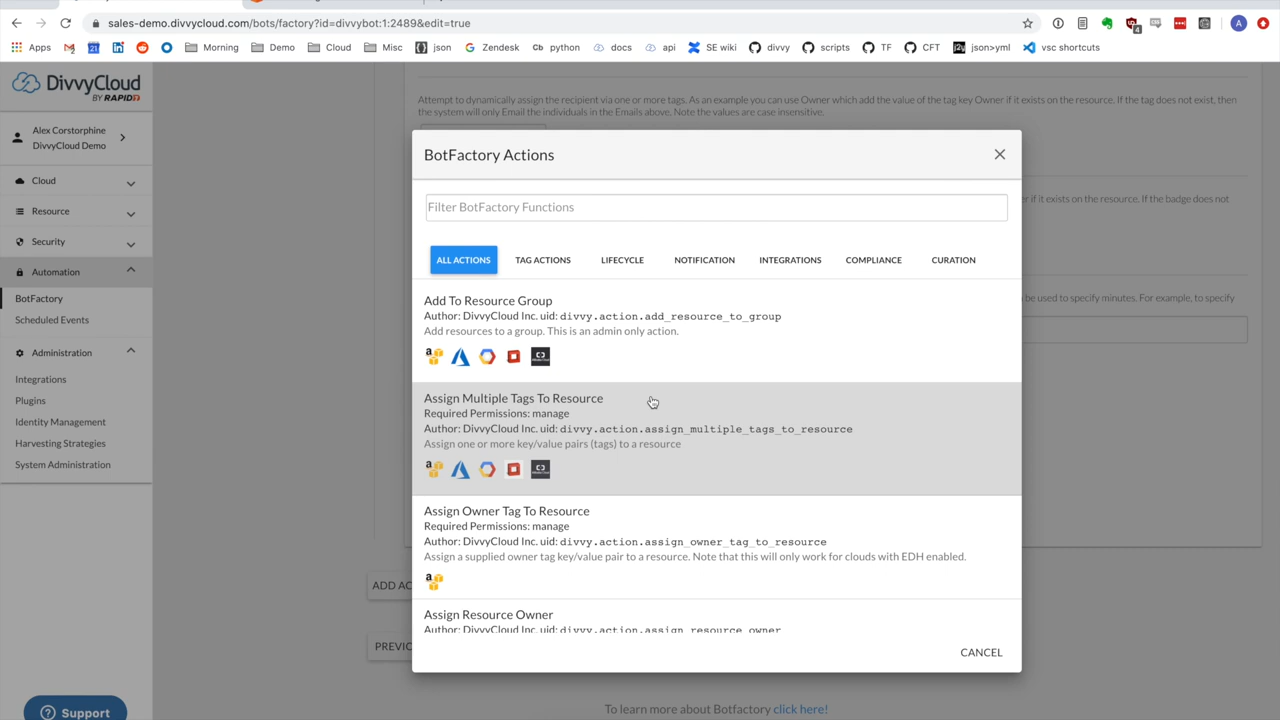 sales-demo.divvycloud.com/bots/factory?id=divvybot:1:2489&edit=true
4
A
Apps
Morning
Demo
Cloud
Misc
json
Zendesk
Cb python
docs
api
SE wiki
divvy
scripts
TF
CFT
json>yml
vsc shortcuts
DivvyCloud
BY RAPID7
Alex Corstorphine
DivvyCloud Demo
Cloud
Resource
Security
Automation
BotFactory
Scheduled Events
Administration
Integrations
Plugins
Identity Management
Harvesting Strategies
System Administration
Support
Attempt to dynamically assign the recipient via one or more tags. As an example you can use Owner which add the value of the tag key Owner if it exists on the resource. If the tag does not exist, then
the system will only Email the individuals in the Emails above. Note the values are case insensitive.
if it exists on the resource. If the badge does not
be used to specify minutes. For example, to specify
BotFactory Actions
Filter BotFactory Functions
ALL ACTIONS
TAG ACTIONS
LIFECYCLE
NOTIFICATION
INTEGRATIONS
COMPLIANCE
CURATION
Add To Resource Group
Author: DivvyCloud Inc. uid: divvy.action.add_resource_to_group
Add resources to a group. This is an admin only action.
Assign Multiple Tags To Resource
Required Permissions: manage
Author: DivvyCloud Inc. uid: divvy.action.assign_multiple_tags_to_resource
Assign one or more key/value pairs (tags) to a resource
Assign Owner Tag To Resource
Required Permissions: manage
Author: DivvyCloud Inc. uid: divvy.action.assign_owner_tag_to_resource
Assign a supplied owner tag key/value pair to a resource. Note that this will only work for clouds with EDH enabled.
Assign Resource Owner
Author: DivvyCloud Inc. uid: divvy.action.assign_resource_owner
CANCEL
ADD AC
PREVIC
To learn more about Botfactory click here!